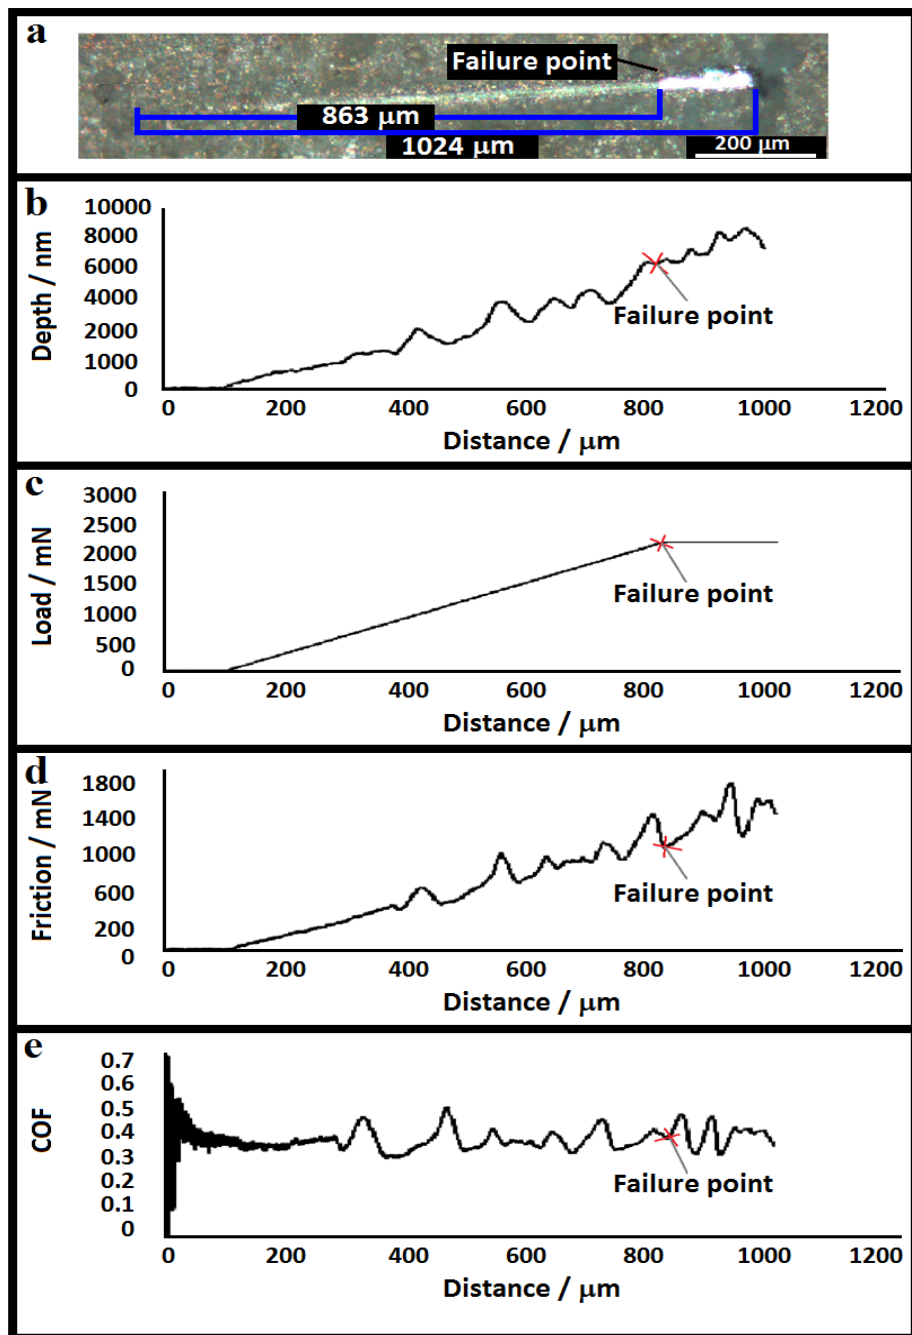 a
Failure point
863 μm
1024 μm
200 μm
b
Depth / nm
10000
8000
6000
4000
2000
1000
0
Failure point
0 200 400 600 800 1000 1200
Distance / μm
c
Load / mN
3000
2500
2000
1500
1000
500
0
Failure point
0 200 400 600 800 1000 1200
Distance / μm
d
Friction / mN
1800
1400
1000
600
200
0
Failure point
0 200 400 600 800 1000 1200
Distance / μm
e
COF
0.7
0.6
0.5
0.4
0.3
0.2
0.1
0
Failure point
0 200 400 600 800 1000 1200
Distance / μm